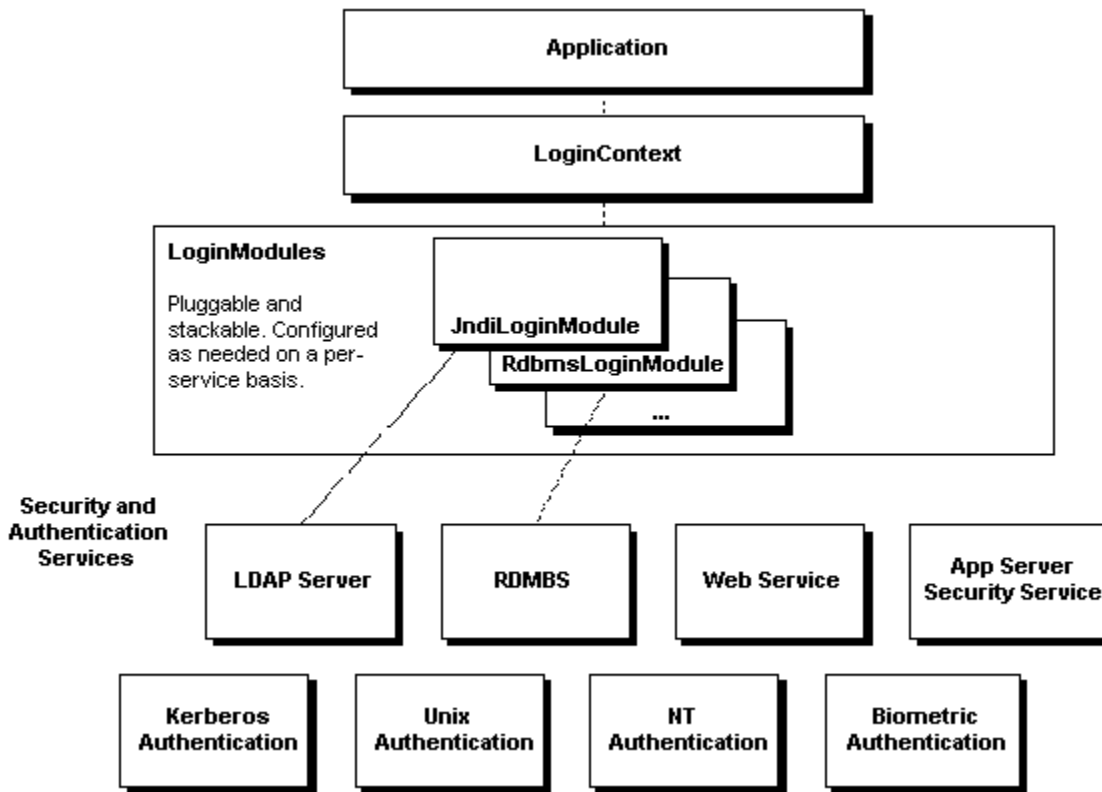 Application
LoginContext
LoginModules
Pluggable and
stackable. Configured
as needed on a per-
service basis.
JndiLoginModule
RdbmsLoginModule
...
Security and
Authentication
Services
LDAP Server
RDMBS
Web Service
App Server
Security Service
Kerberos
Authentication
Unix
Authentication
NT
Authentication
Biometric
Authentication